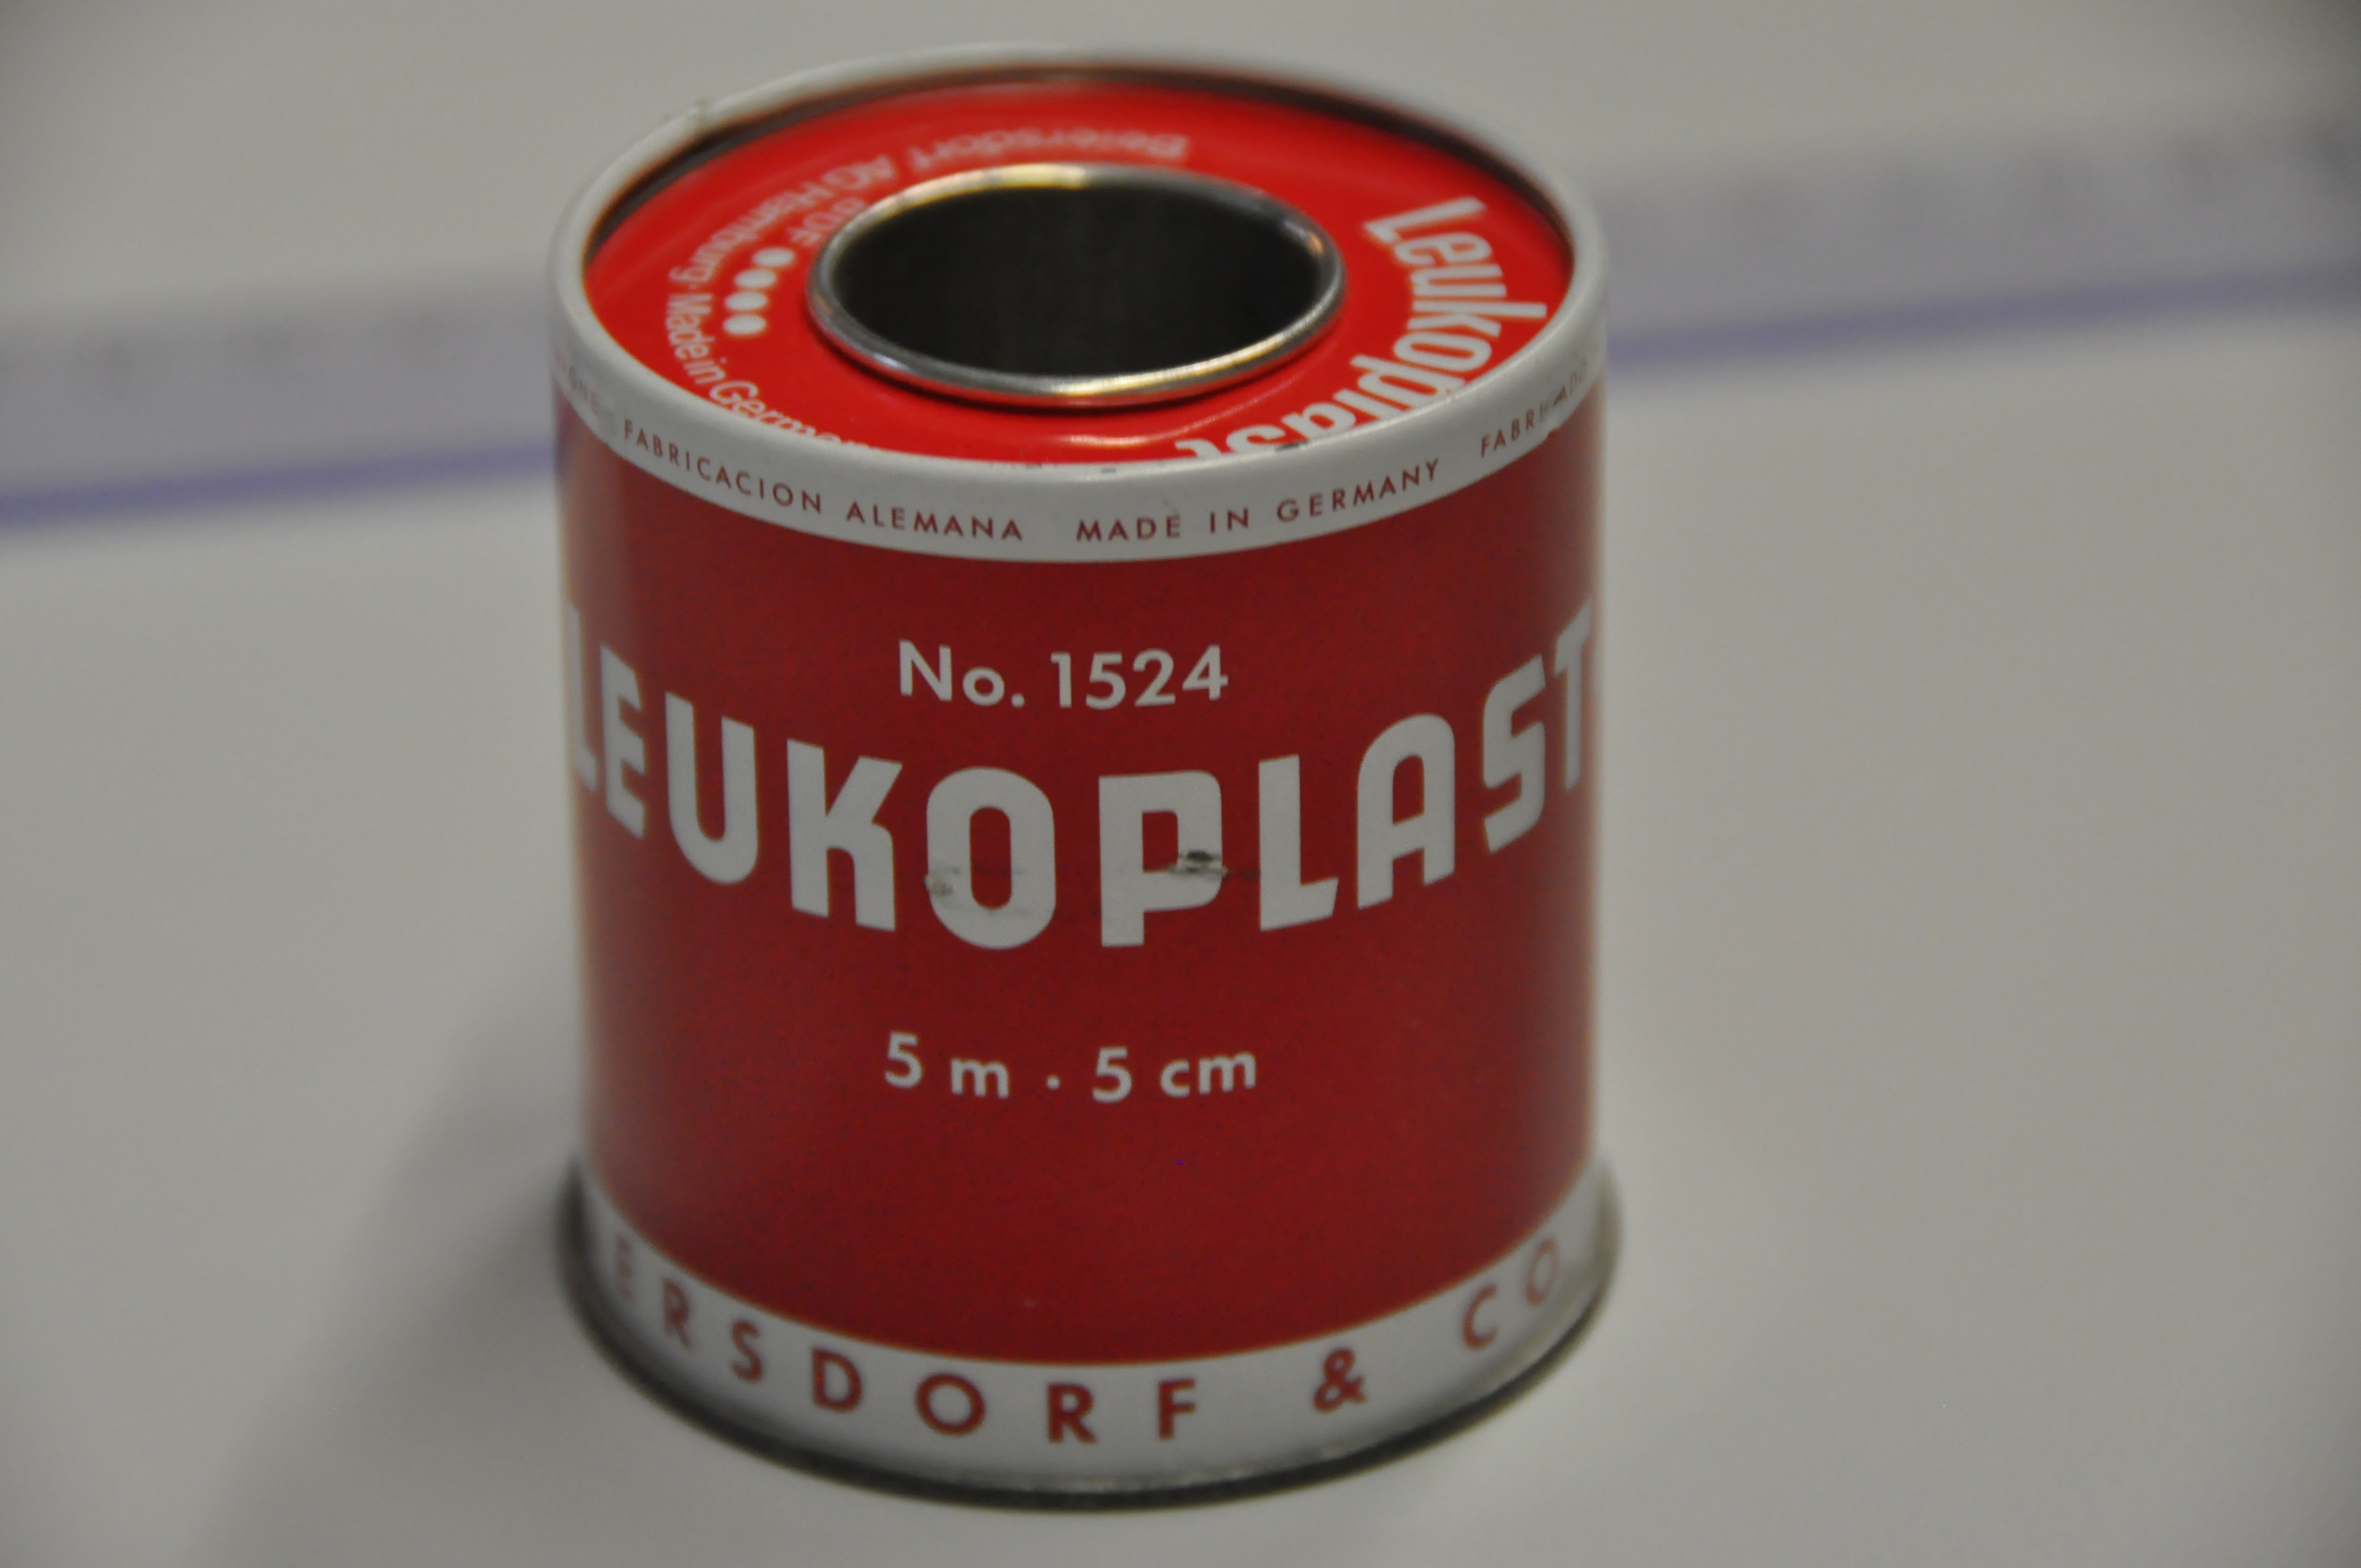 Leukoplast
Beiersdorf AG Hamburg · Made in Germany
FABRICACION ALEMANA MADE IN GERMANY
No. 1524
LEUKOPLAST
5 m · 5 cm
ERSDORF & CO